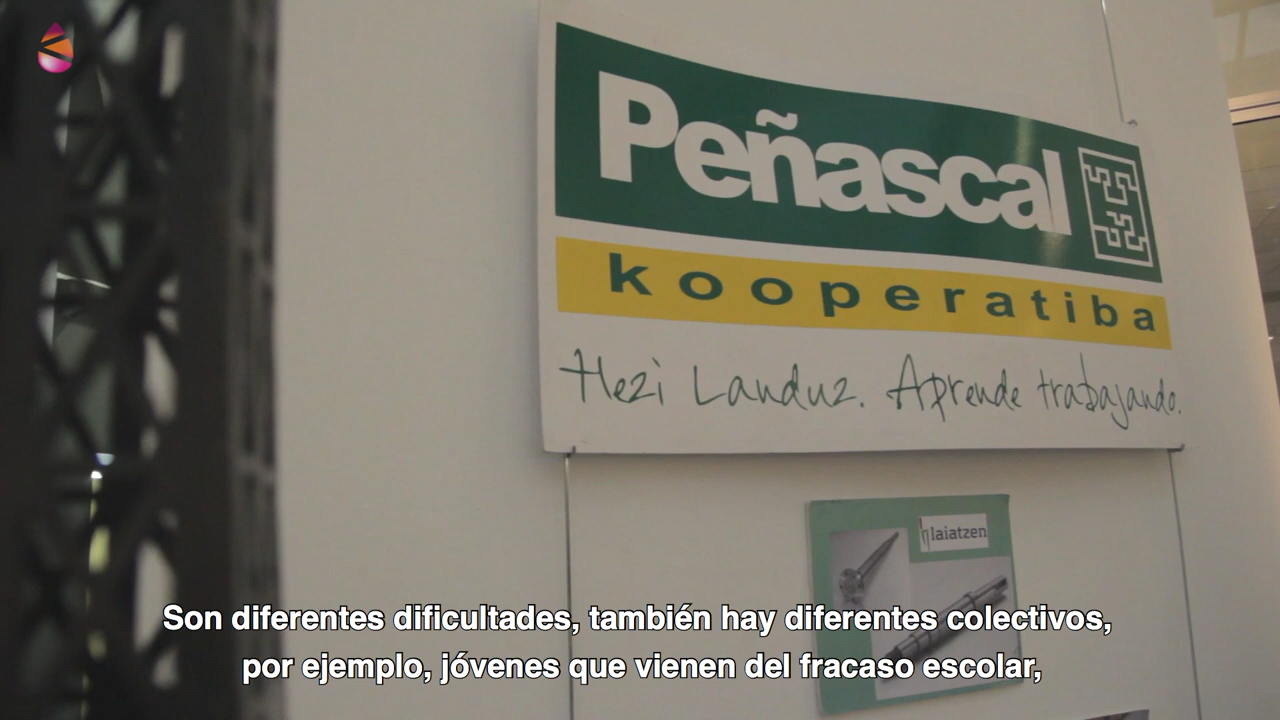 Peñascal
kooperatiba
Hezi Landuz. Aprende trabajando.
laiatzen
Son diferentes dificultades, también hay diferentes colectivos,
por ejemplo, jóvenes que vienen del fracaso escolar,